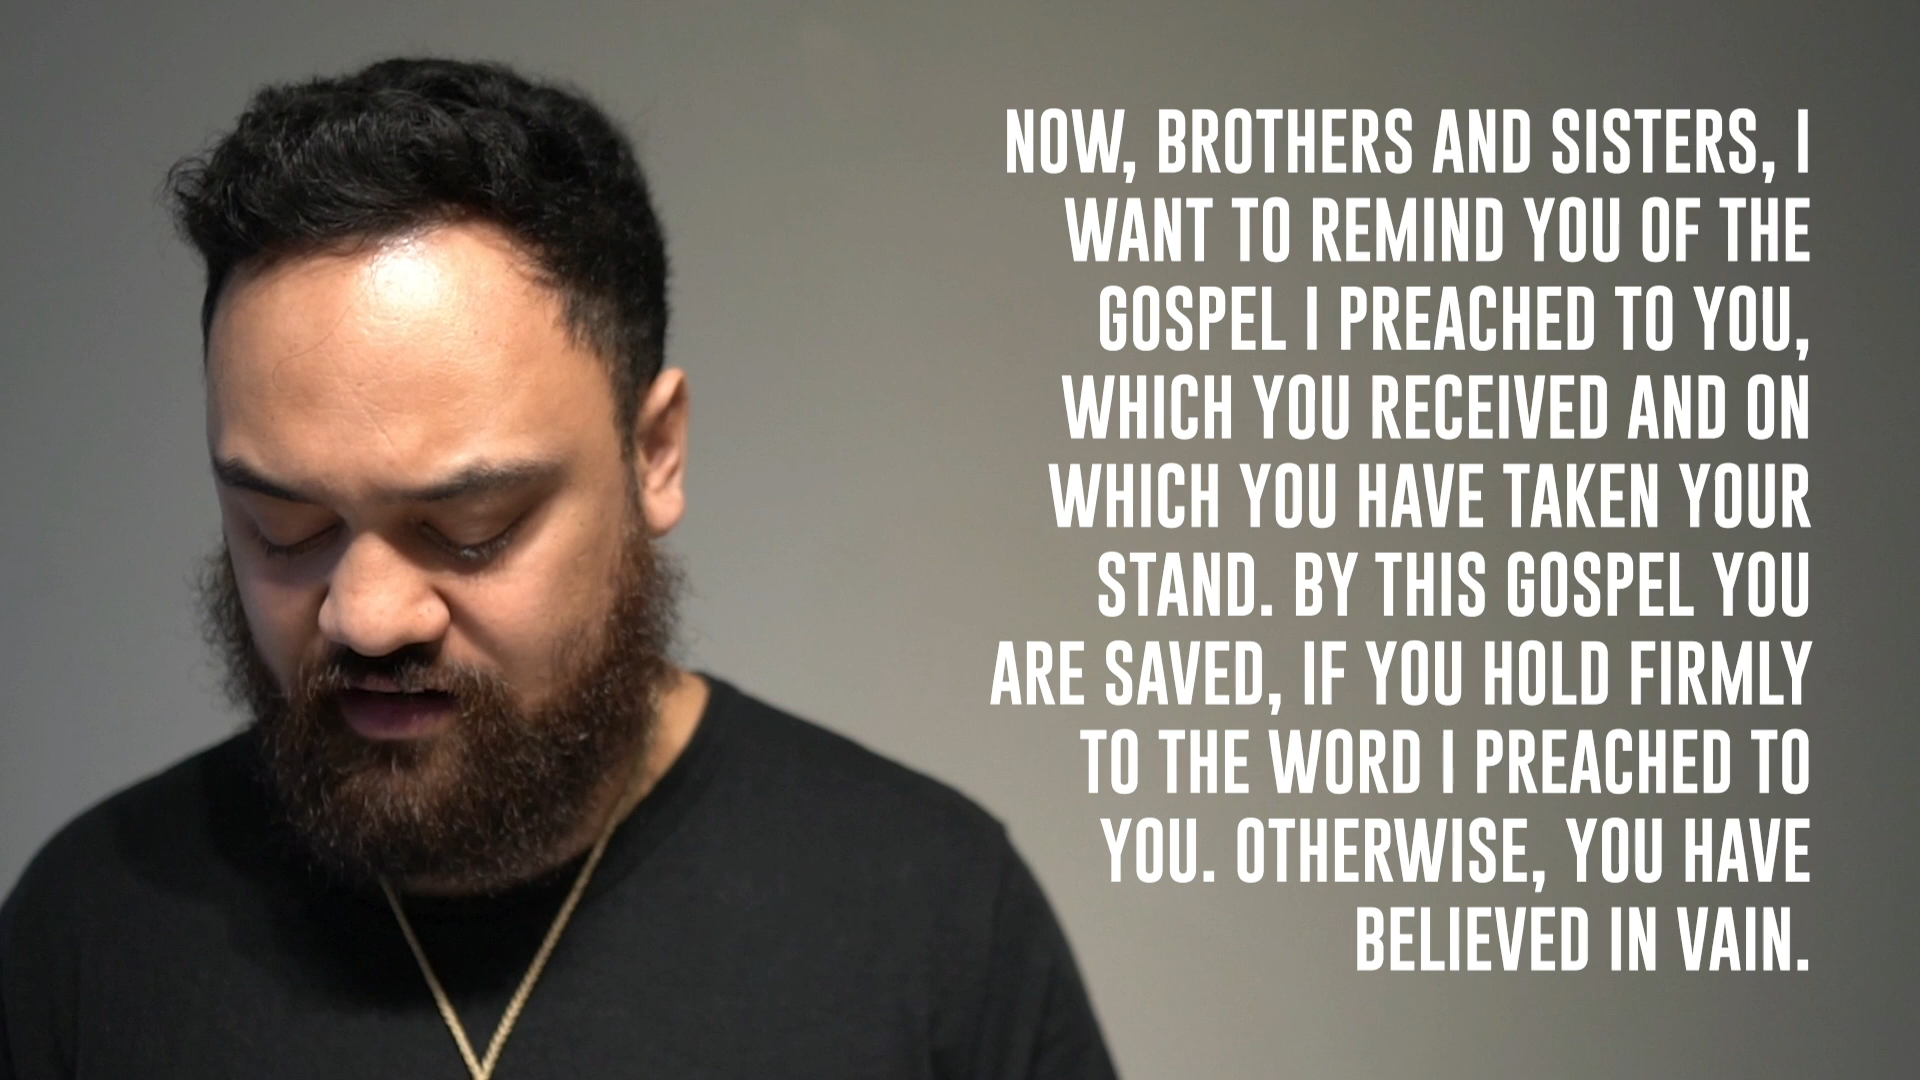 NOW, BROTHERS AND SISTERS, I
WANT TO REMIND YOU OF THE
GOSPEL I PREACHED TO YOU,
WHICH YOU RECEIVED AND ON
WHICH YOU HAVE TAKEN YOUR
STAND. BY THIS GOSPEL YOU
ARE SAVED, IF YOU HOLD FIRMLY
TO THE WORD I PREACHED TO
YOU. OTHERWISE, YOU HAVE
BELIEVED IN VAIN.